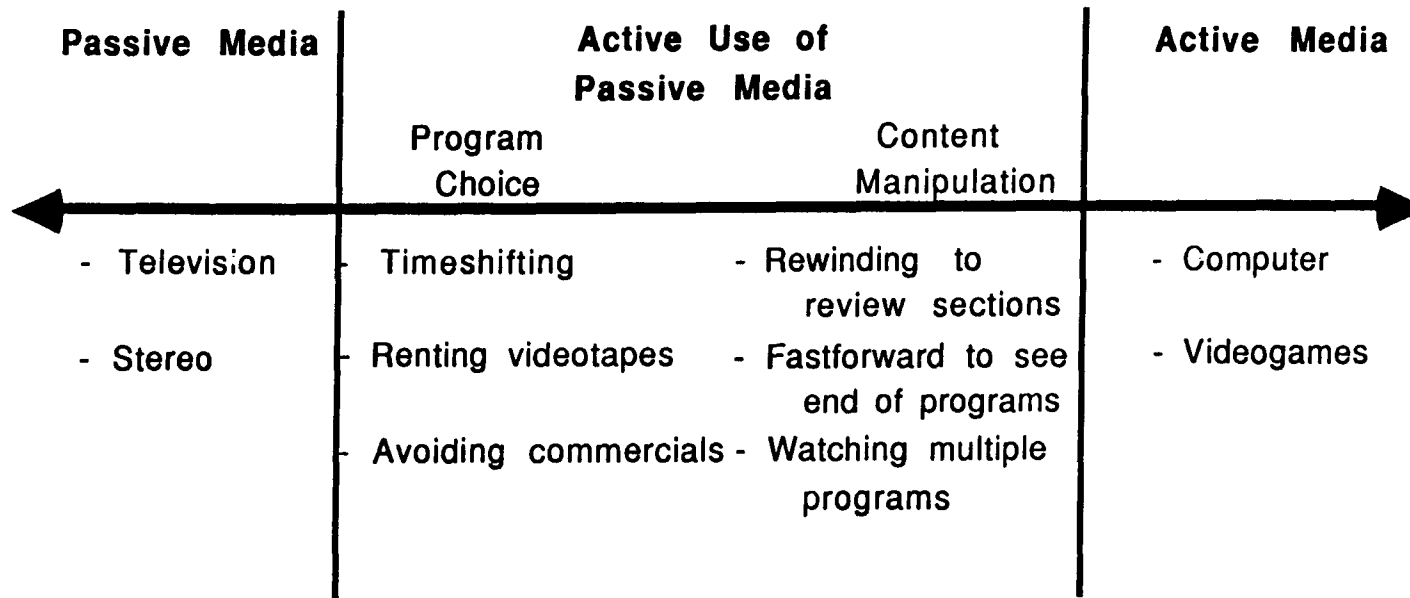 Passive Media
Active Use of
Passive Media
Active Media
Program
Choice
Content
Manipulation
- Television
- Stereo
- Timeshifting
- Renting videotapes
- Avoiding commercials
- Rewinding to
review sections
- Fastforward to see
end of programs
- Watching multiple
programs
- Computer
- Videogames